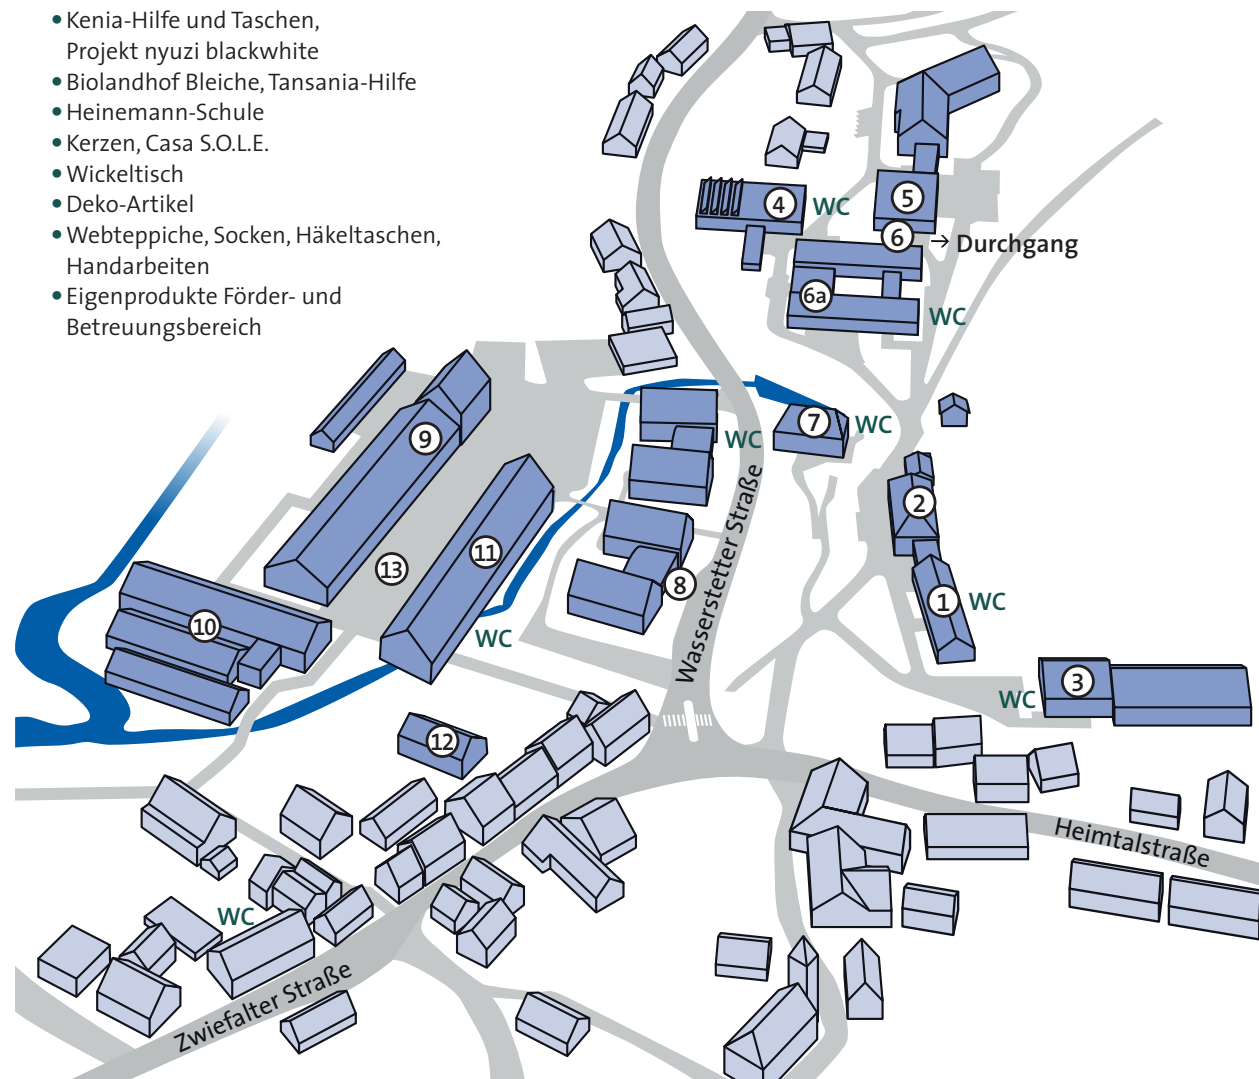 • Kenia-Hilfe und Taschen,
Projekt nyuzi blackwhite
• Biolandhof Bleiche, Tansania-Hilfe
• Heinemann-Schule
• Kerzen, Casa S.O.L.E.
• Wickeltisch
• Deko-Artikel
• Webteppiche, Socken, Häkeltaschen,
Handarbeiten
• Eigenprodukte Förder- und
Betreuungsbereich
4 WC
5
6 → Durchgang
6a
WC
7 WC
9
WC
2
11
13
8
1 WC
10
WC
Wasserstetter Straße
3
WC
12
Heimtalstraße
WC
Zwiefalter Straße